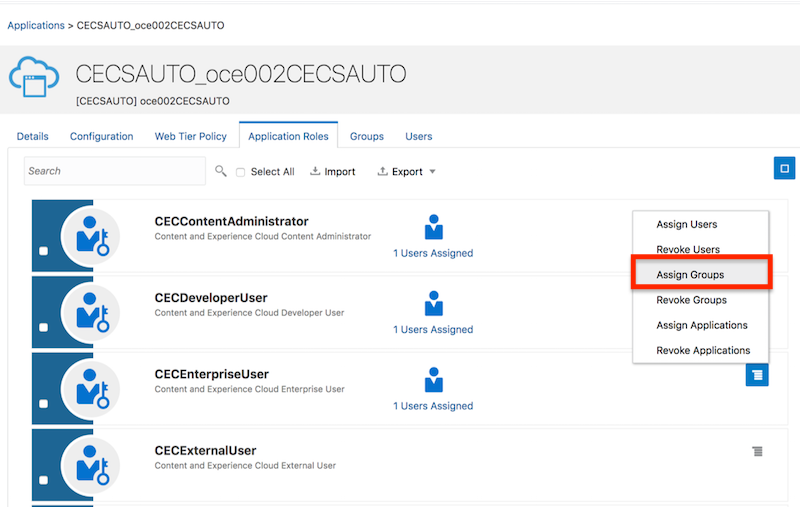 Applications > CECSAUTO_oce002CECSAUTO
CECSAUTO_oce002CECSAUTO
[CECSAUTO] oce002CECSAUTO
Details Configuration Web Tier Policy Application Roles Groups Users
Search Select All Import Export
CECContentAdministrator
Content and Experience Cloud Content Administrator
1 Users Assigned
CECDeveloperUser
Content and Experience Cloud Developer User
1 Users Assigned
CECEnterpriseUser
Content and Experience Cloud Enterprise User
1 Users Assigned
CECExternalUser
Content and Experience Cloud External User
Assign Users
Revoke Users
Assign Groups
Revoke Groups
Assign Applications
Revoke Applications